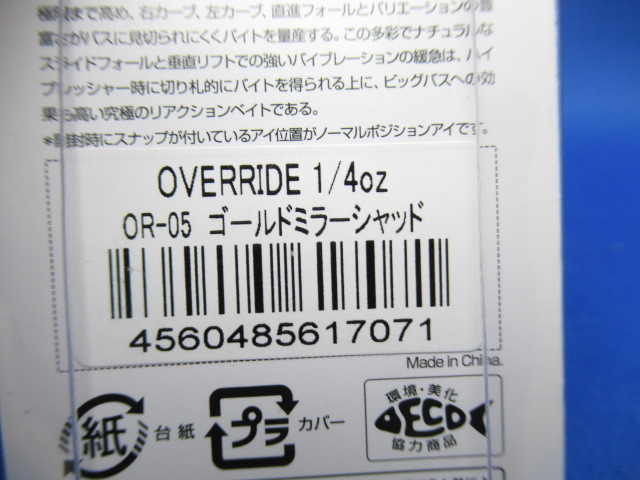 まで高め、右カーブ、左カーブ、直進フォールとバリエーションの豊
富さがバスに見切られにくくバイトを量産する。この多彩でナチュラルな
スライドフォールと垂直リフトでの強いバイブレーションの緩急は、ハイ
プレッシャー時に切り札的にバイトを得られる上に、ビッグバスへの効
果も高い究極のリアクションベイトである。
*開封時にスナップが付いているアイ位置がノーマルポジションアイです。
OVERRIDE 1/4oz
OR-05 ゴールドミラーシャッド
4560485617071
Made in China.
紙
台紙
プラ
カバー
環境・美化
ECO
協力商品